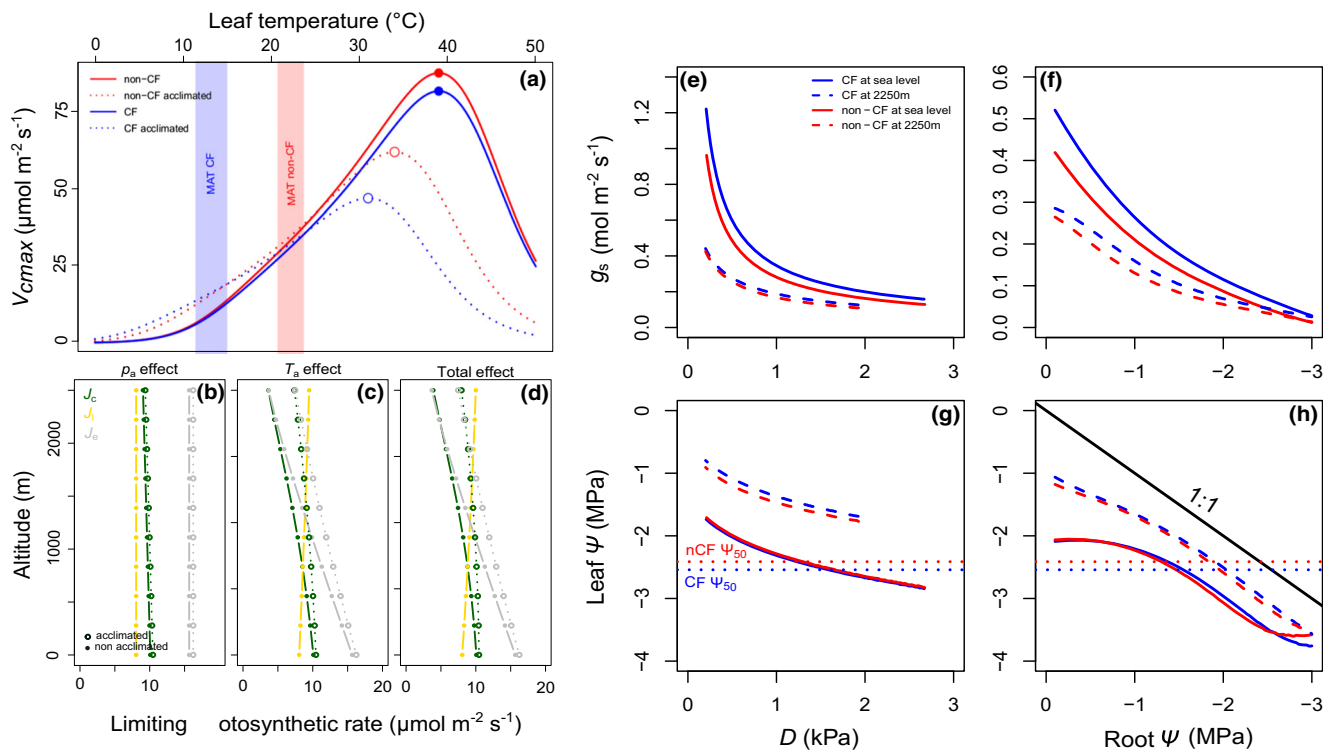 Leaf temperature (°C)
0 10 20 30 40 50
(a)
non−CF
non−CF acclimated
CF
CF acclimated
MAT CF
MAT non-CF
Vcmax (µmol m-2 s-1)
0 25 50 75
pa effect
Ta effect
Total effect
(b)
(c)
(d)
Jc
Je
Altitude (m)
0 1000 2000
acclimated
non acclimated
0 10
0 10 20
0 10 20
Limiting otosynthetic rate (µmol m-2 s-1)
(e)
CF at sea level
CF at 2250m
non−CF at sea level
non−CF at 2250m
gs (mol m-2 s-1)
0.0 0.4 0.8 1.2
0 1 2 3
(f)
0.0 0.1 0.2 0.3 0.4 0.5 0.6
0 −1 −2 −3
(g)
Leaf Ψ (MPa)
0 −1 −2 −3 −4
nCF Ψ50
CF Ψ50
0 1 2 3
D (kPa)
(h)
1:1
0 −1 −2 −3
Root Ψ (MPa)